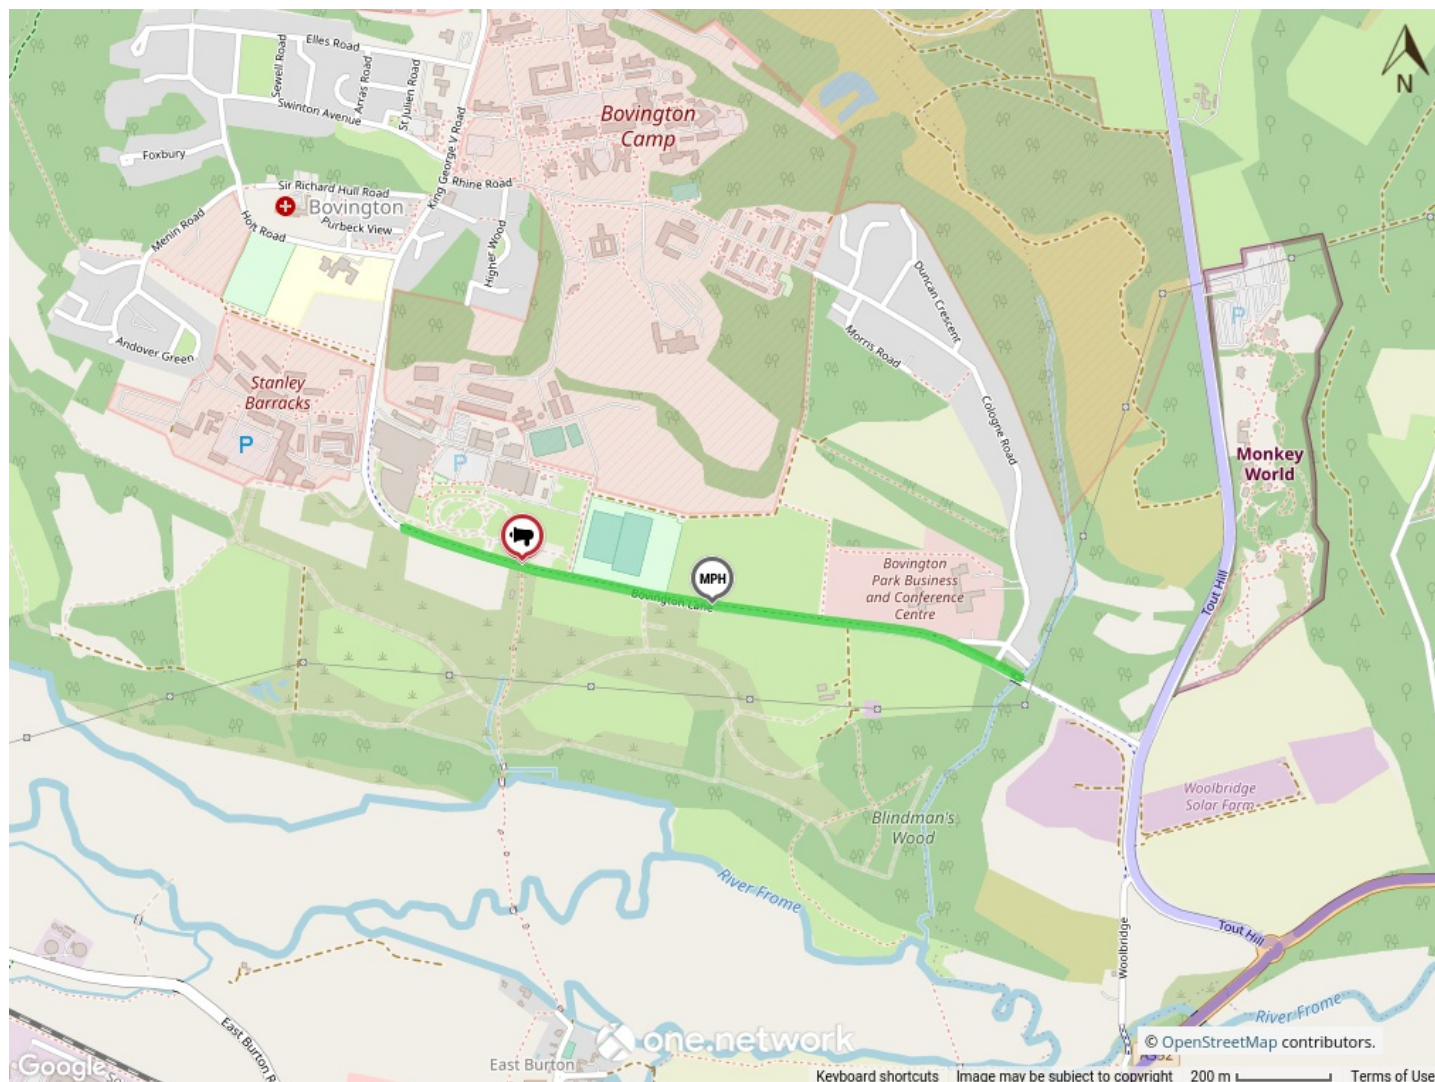 Elles Road
Sewell Road
Arras Road
St Julien Road
Swinton Avenue
Foxbury
King George V Road
Bovington
Camp
N
Sir Richard Hull Road
Rhine Road
Bovington
Purbeck View
Holt Road
Menin Road
Higher Wood
Duncan Crescent
Andover Green
Morris Road
P
Stanley
Barracks
Cologne Road
P
P
Monkey
World
MPH
Bovington Lane
Bovington
Park Business
and Conference
Centre
Tout Hill
Woolbridge
Solar Farm
Blindman's
Wood
River Frome
Woolbridge
Tout Hill
River Frome
East Burton R
one.network
© OpenStreetMap contributors.
East Burton
Google
Keyboard shortcuts
Image may be subject to copyright
200 m
Terms of Use